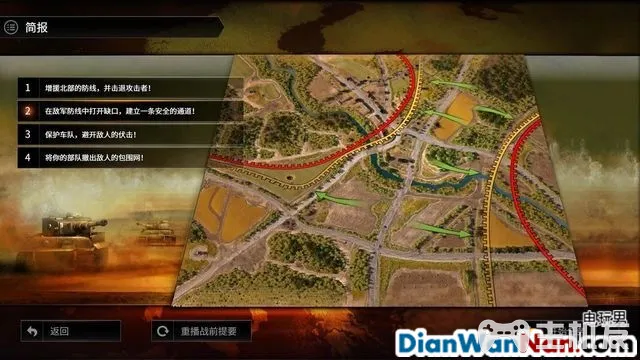 简报
1 增援北部的防线，并击退攻击者！
2 在敌军防线中打开缺口，建立一条安全的通道！
3 保护车队，避开敌人的伏击！
4 将你的部队撤出敌人的包围网！
返回
重播战前提要
电玩男
DianWanNan.com